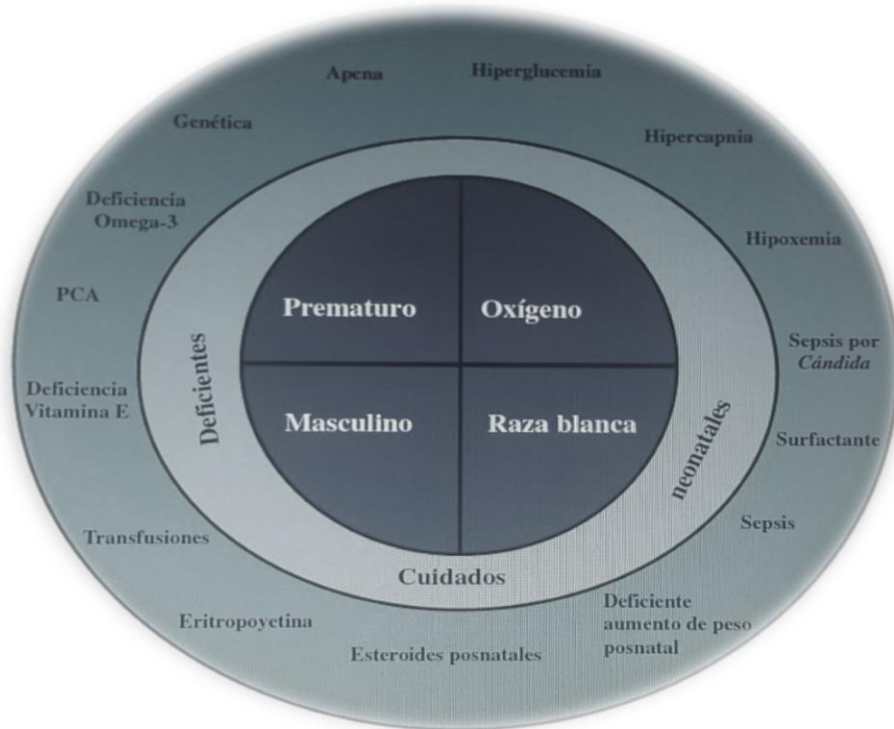 Apena
Hiperglucemia
Genética
Hipercapnia
Deficiencia
Omega-3
Hipoxemia
PCA
Prematuro
Oxígeno
Sepsis por
Cándida
Deficiencia
Vitamina E
Deficientes
Masculino
Raza blanca
neonatales
Surfactante
Transfusiones
Sepsis
Cuidados
Deficiente
aumento de peso
posnatal
Eritropoyetina
Esteroides posnatales